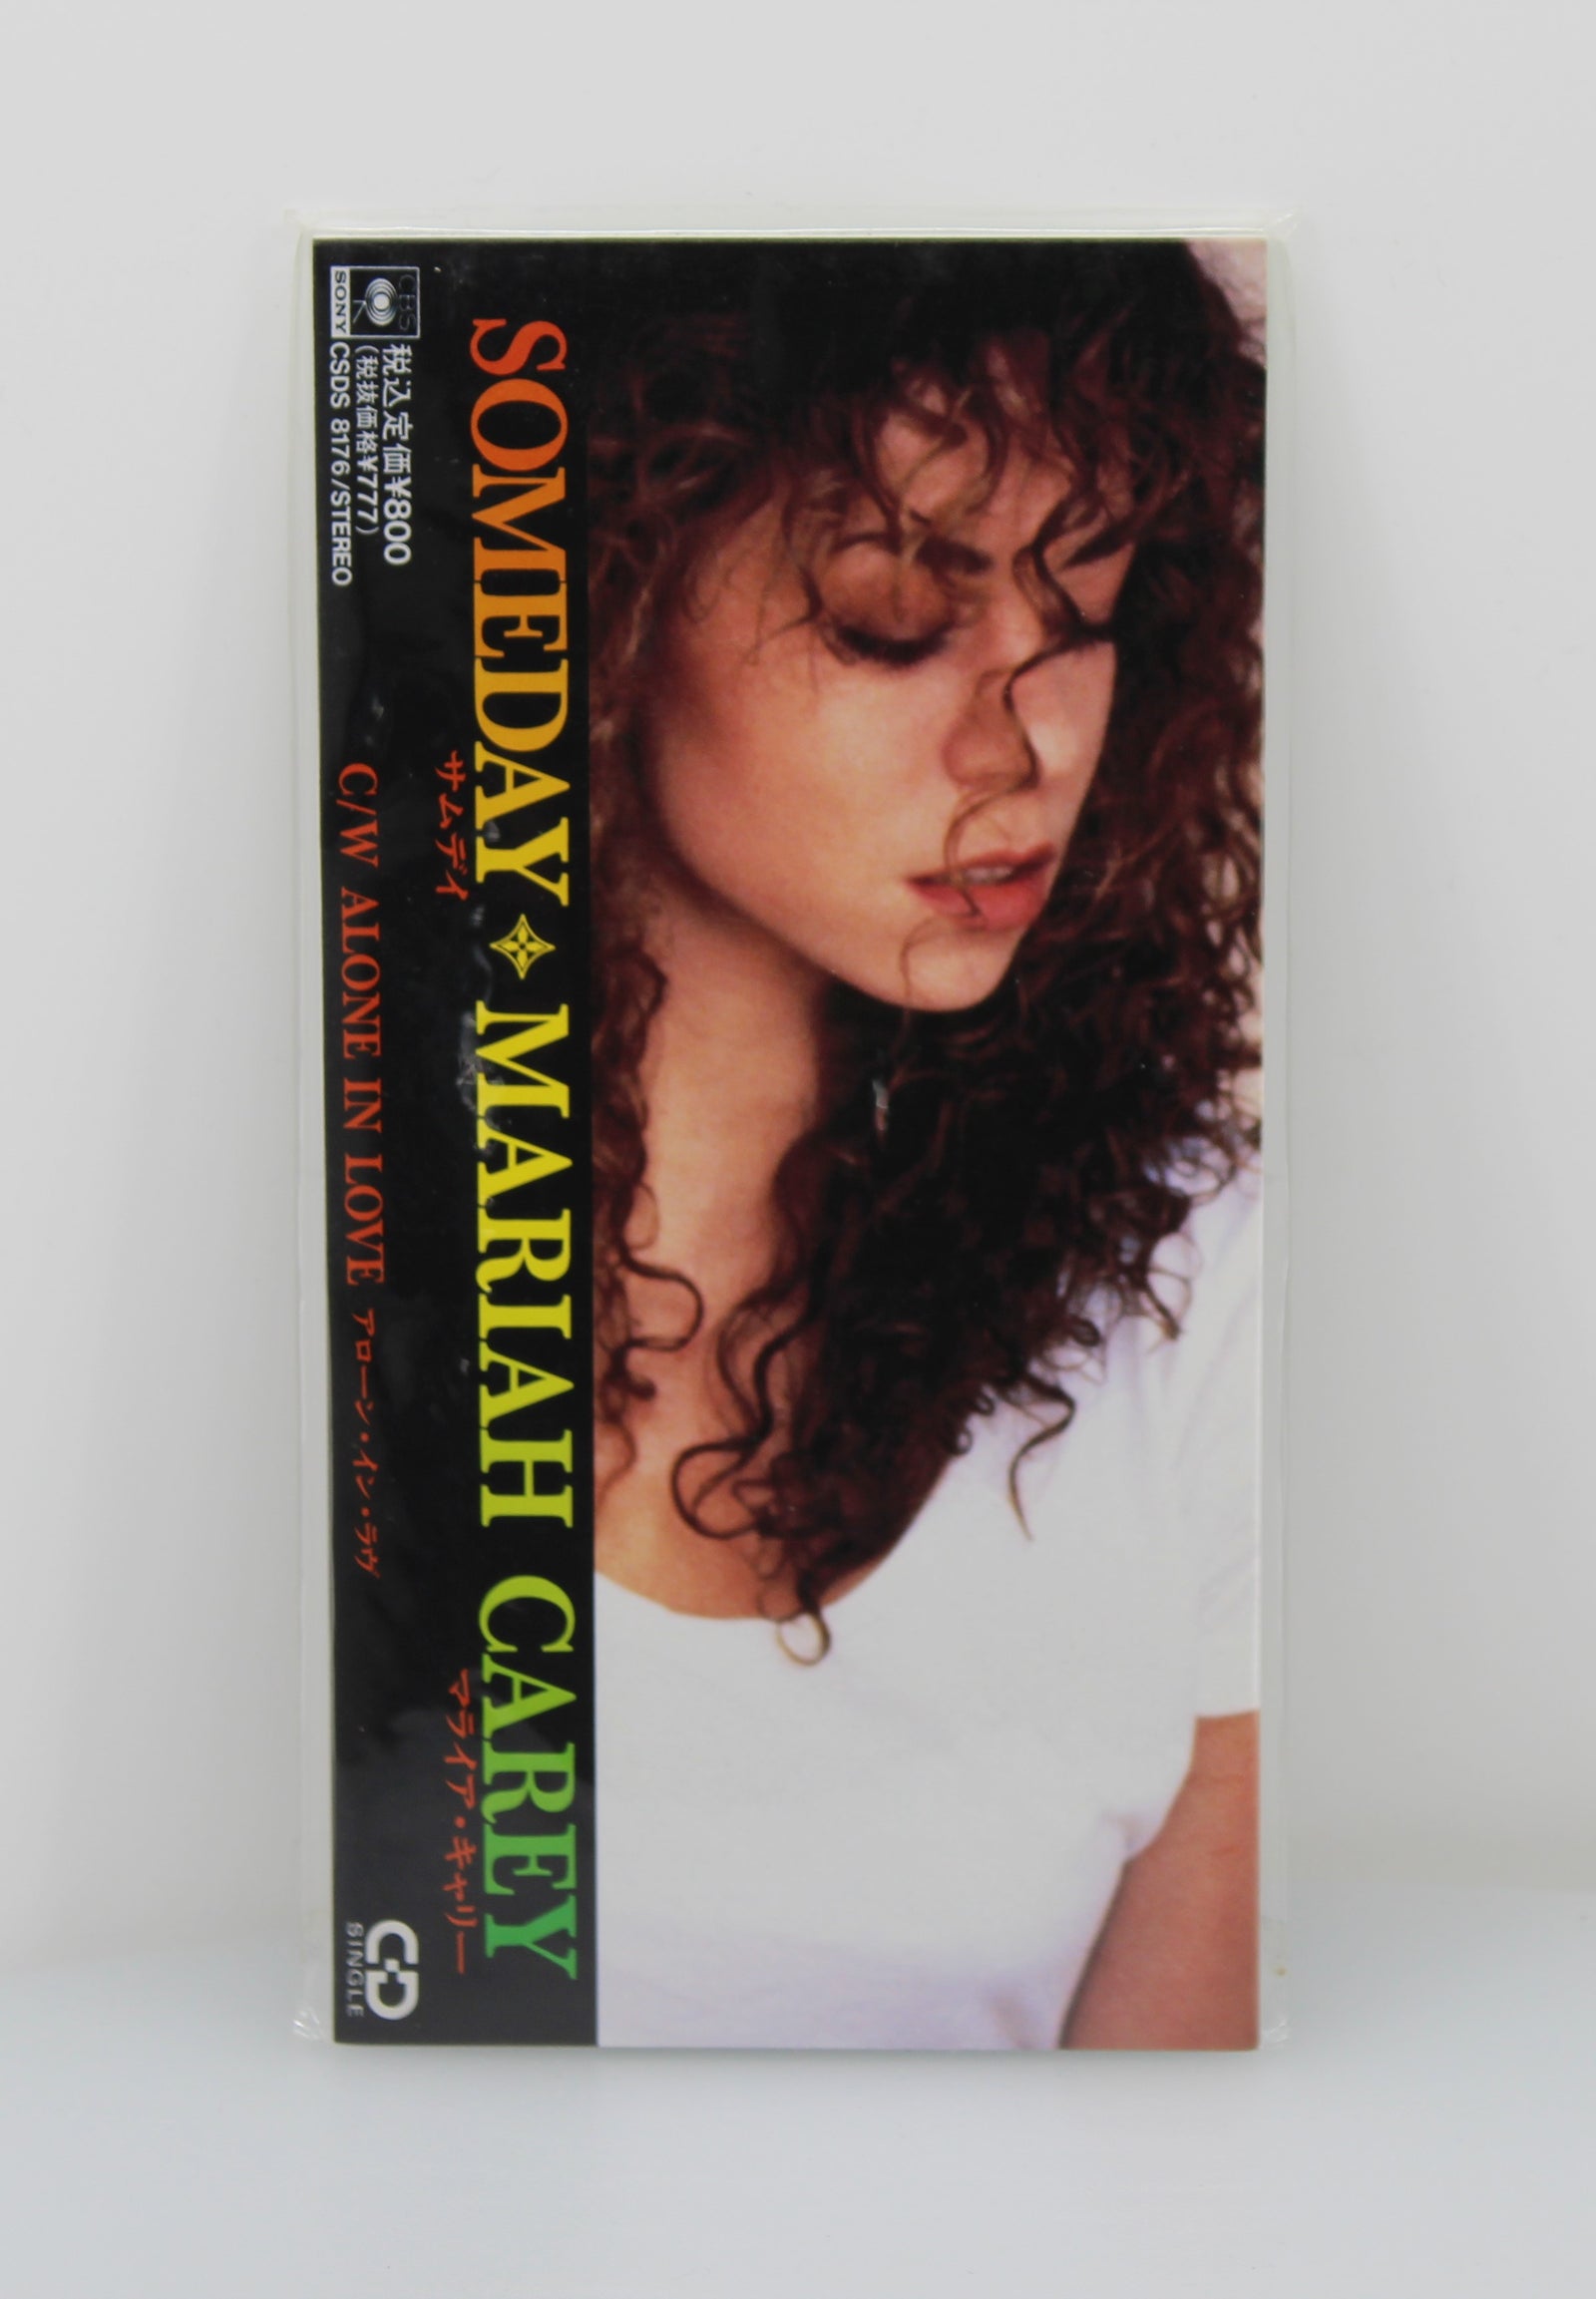 SOMEDAY MARIAH CAREY
サムデイ
マライア・キャリー
C/W ALONE IN LOVE アローン・イン・ラヴ
CBS
SONY
税込定価¥800
(税抜価格¥777)
CSDS 8176/STEREO
CD
SINGLE